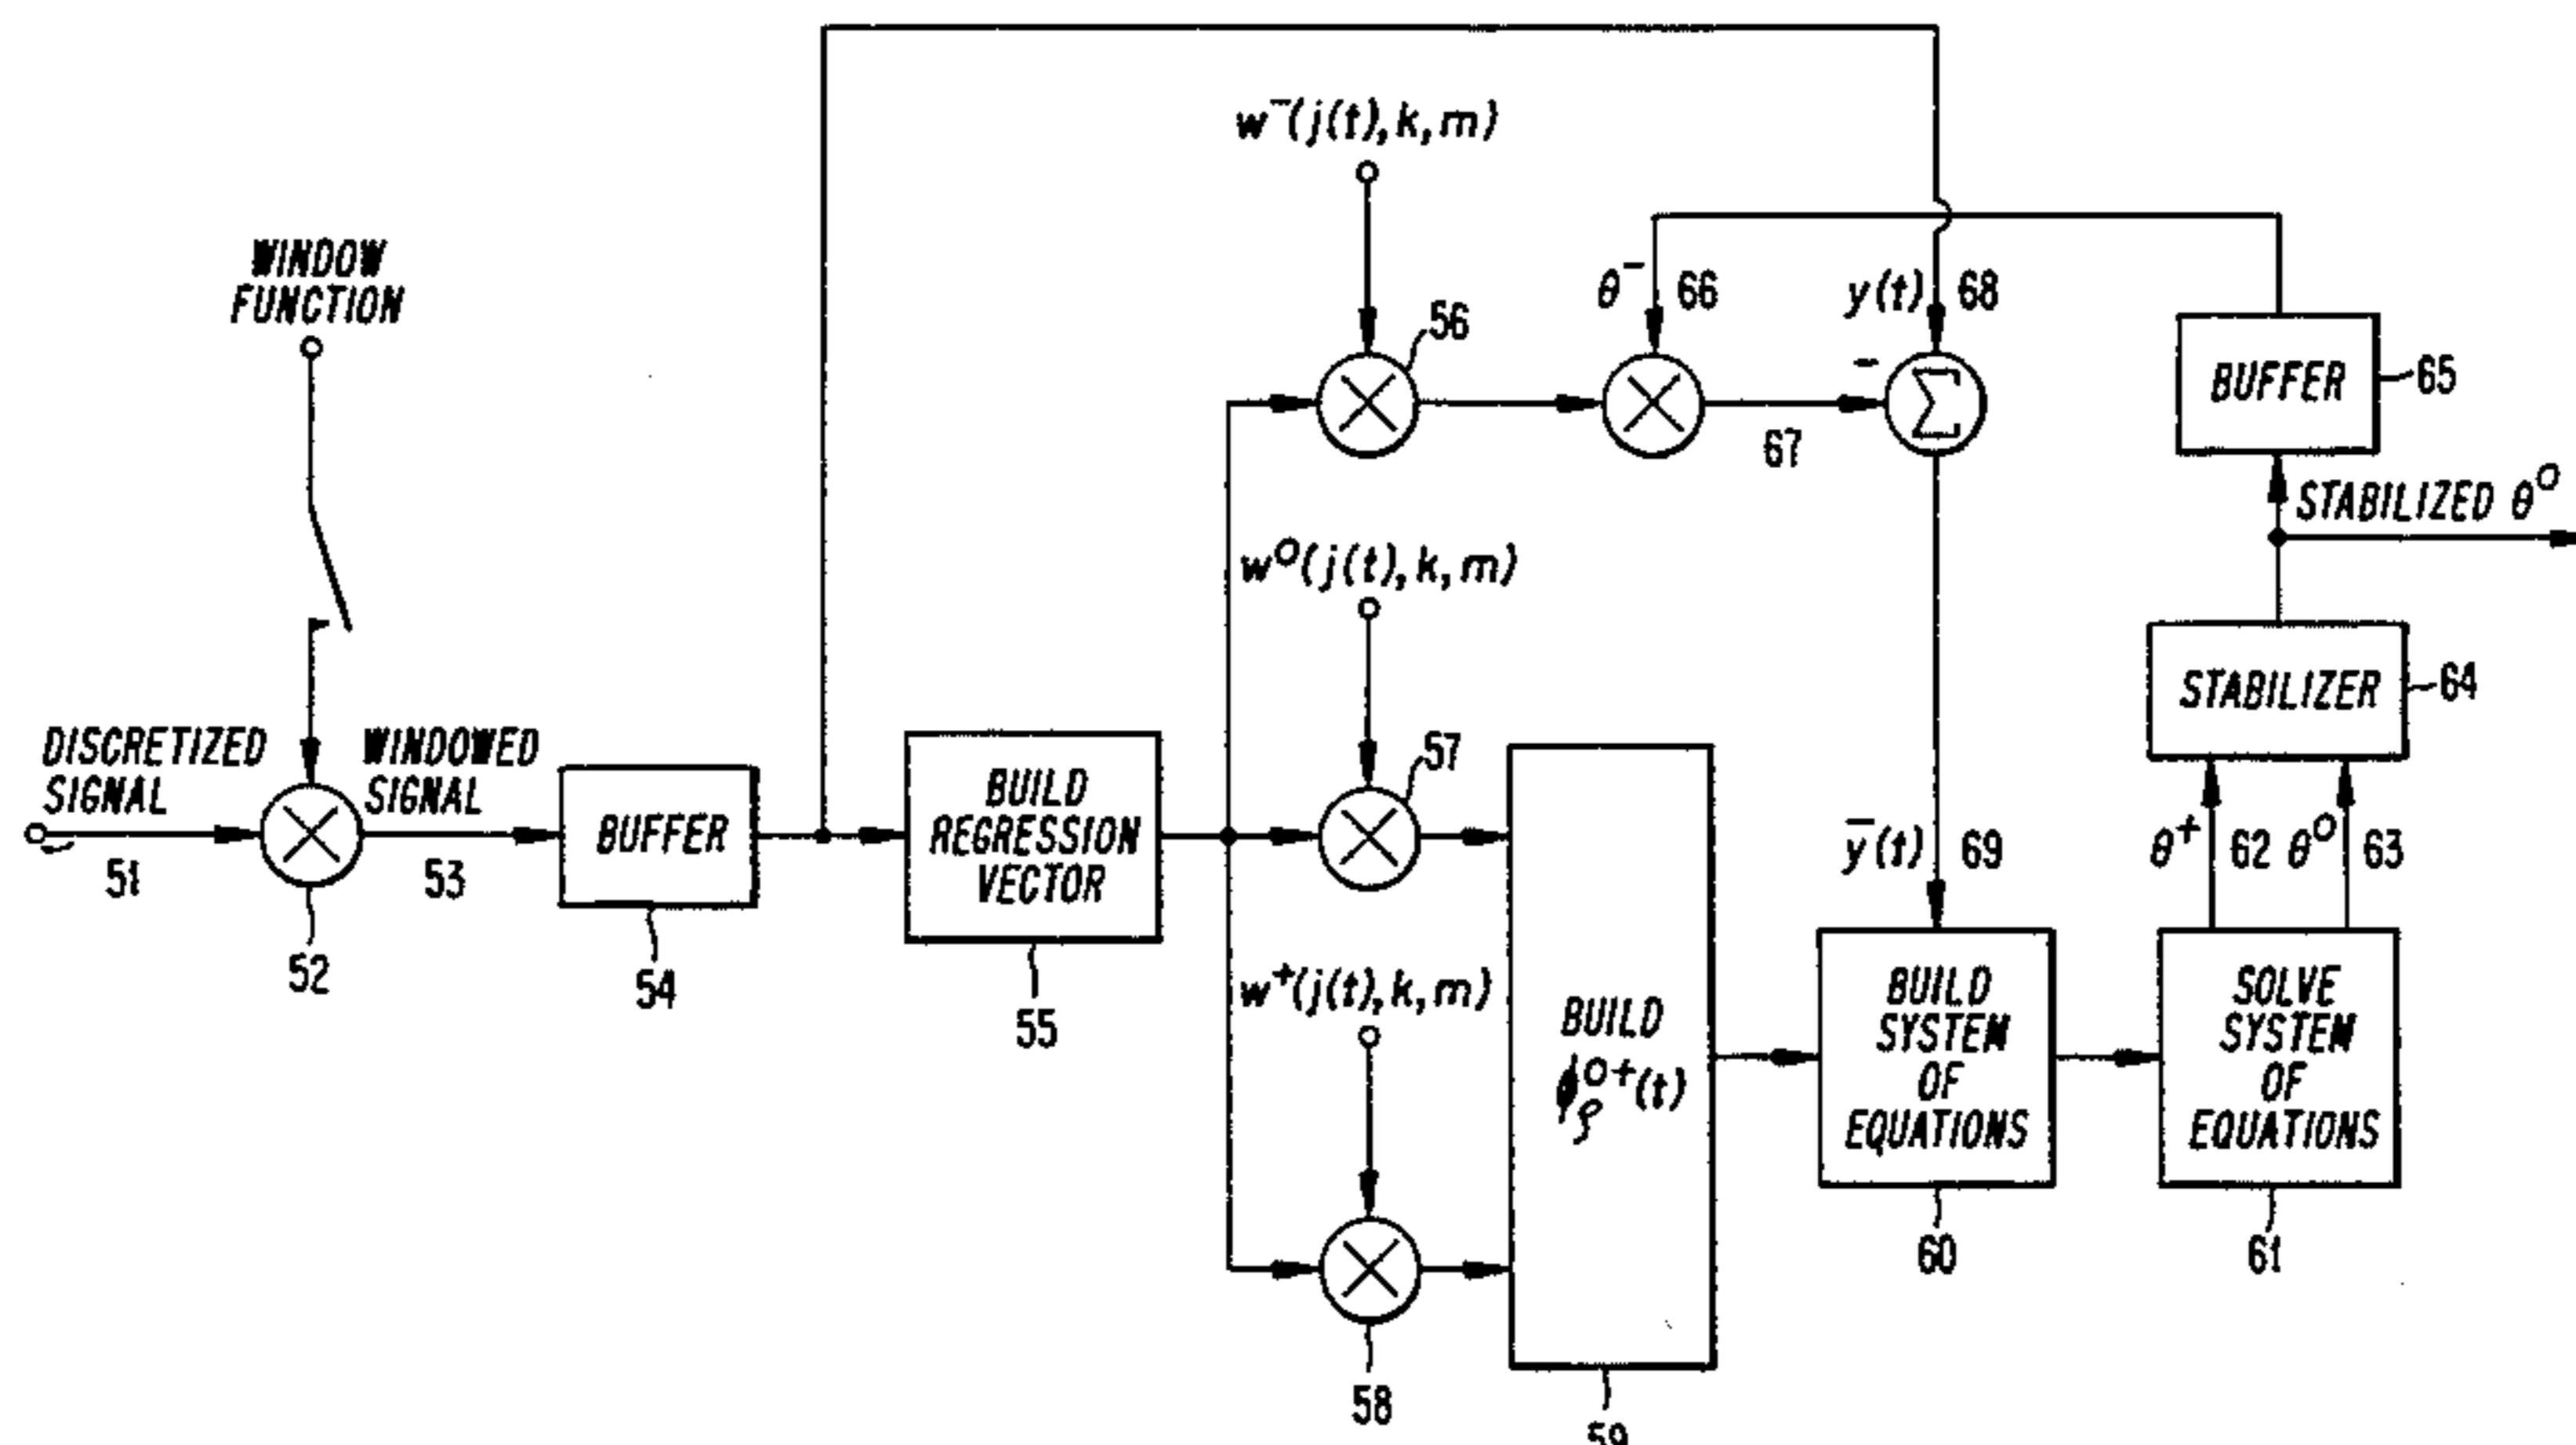 w⁻(j(t),k,m)
WINDOW
FUNCTION
θ⁻ 66
y(t) 68
56
-
BUFFER
65
67
STABILIZED θ⁰
w⁰(j(t),k,m)
STABILIZER
64
DISCRETIZED
SIGNAL
WINDOWED
SIGNAL
51
53
52
BUFFER
54
BUILD
REGRESSION
VECTOR
55
57
ȳ(t) 69
θ⁺ 62 θ⁰ 63
w⁺(j(t),k,m)
58
BUILD
ϕρ⁰⁺(t)
59
BUILD
SYSTEM
OF
EQUATIONS
60
SOLVE
SYSTEM
OF
EQUATIONS
61
Σ